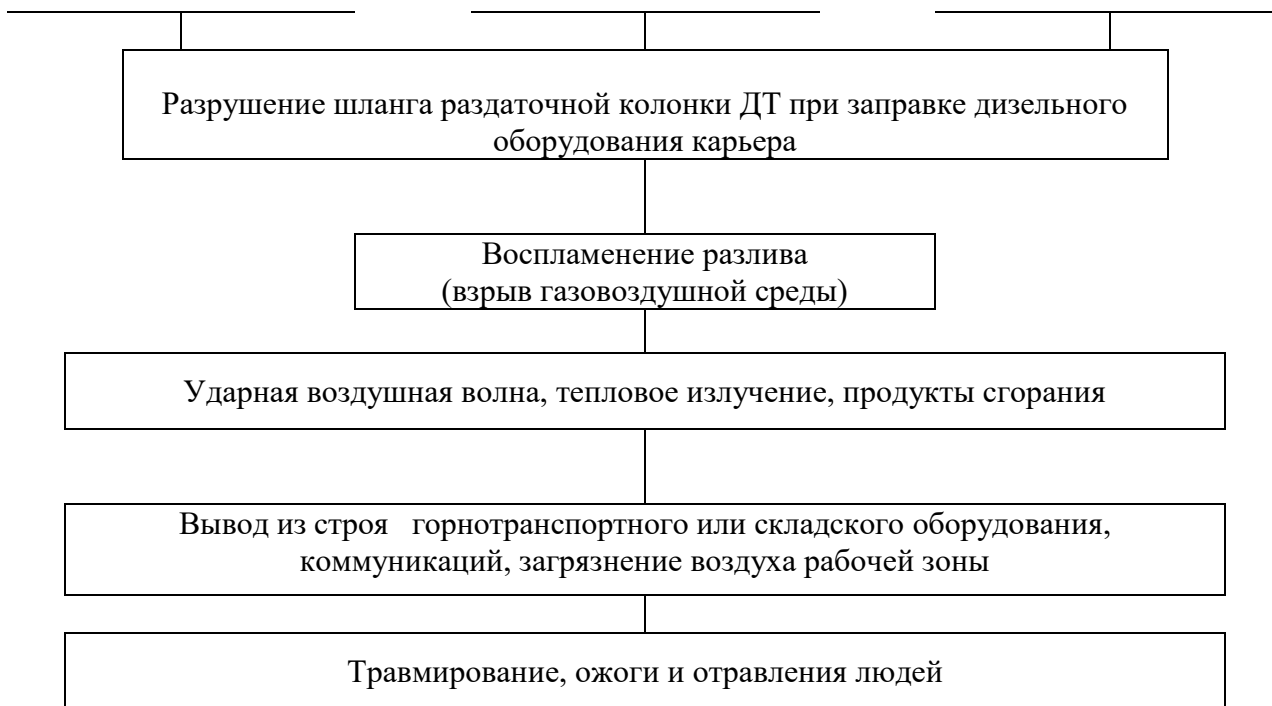 Разрушение шланга раздаточной колонки ДТ при заправке дизельного
оборудования карьера
Воспламенение разлива
(взрыв газовоздушной среды)
Ударная воздушная волна, тепловое излучение, продукты сгорания
Вывод из строя горнотранспортного или складского оборудования,
коммуникаций, загрязнение воздуха рабочей зоны
Травмирование, ожоги и отравления людей